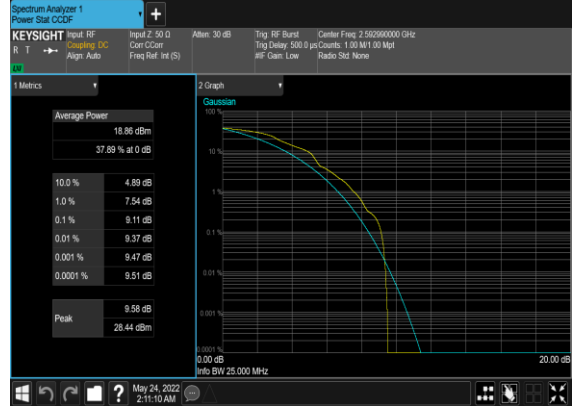 Spectrum Analyzer 1
Power Stat CCDF
KEYSIGHT
R T
Input: RF
Coupling: DC
Align: Auto
Input Z: 50 Ω
Corr CCorr
Freq Ref: Int (S)
Atten: 30 dB
Trig: RF Burst
Trig Delay: 500.0 µs
#IF Gain: Low
Center Freq: 2.592990000 GHz
Counts: 1.00 M/1.00 Mpt
Radio Std: None
1 Metrics
Average Power
18.86 dBm
37.89 % at 0 dB
10.0 % 4.89 dB
1.0 % 7.54 dB
0.1 % 9.11 dB
0.01 % 9.37 dB
0.001 % 9.47 dB
0.0001 % 9.51 dB
Peak
9.58 dB
28.44 dBm
2 Graph
Gaussian
100 %
10 %
1 %
0.1 %
0.01 %
0.001 %
0.0001 %
0.00 dB
20.00 dB
Info BW 25.000 MHz
May 24, 2022
2:11:10 AM